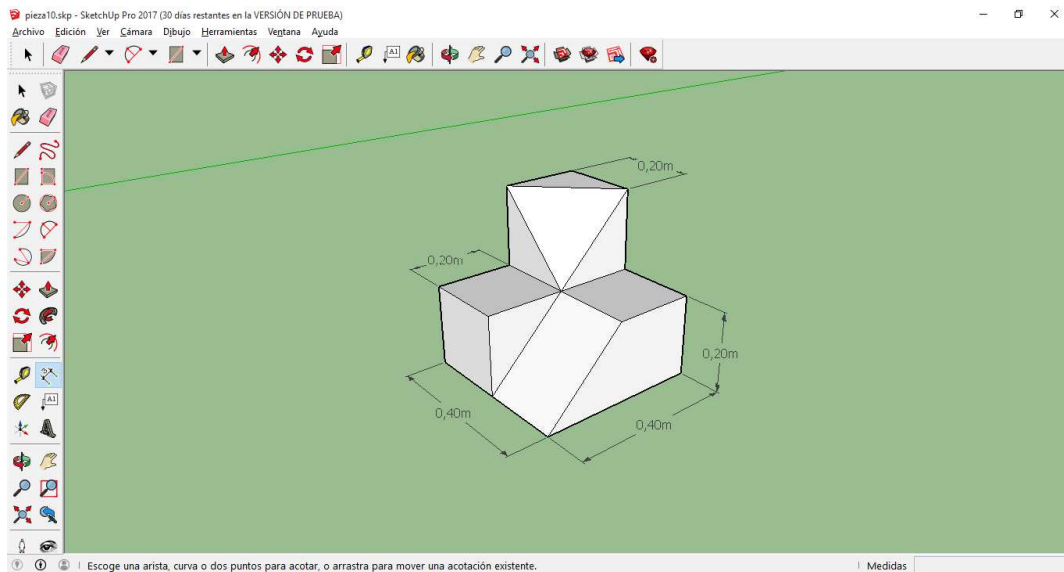 pieza10.skp - SketchUp Pro 2017 (30 días restantes en la VERSIÓN DE PRUEBA)
Archivo Edición Ver Cámara Dibujo Herramientas Ventana Ayuda
A1
0,20m
0,20m
0,20m
A1
0,40m
0,40m
Escoge una arista, curva o dos puntos para acotar, o arrastra para mover una acotación existente.
Medidas